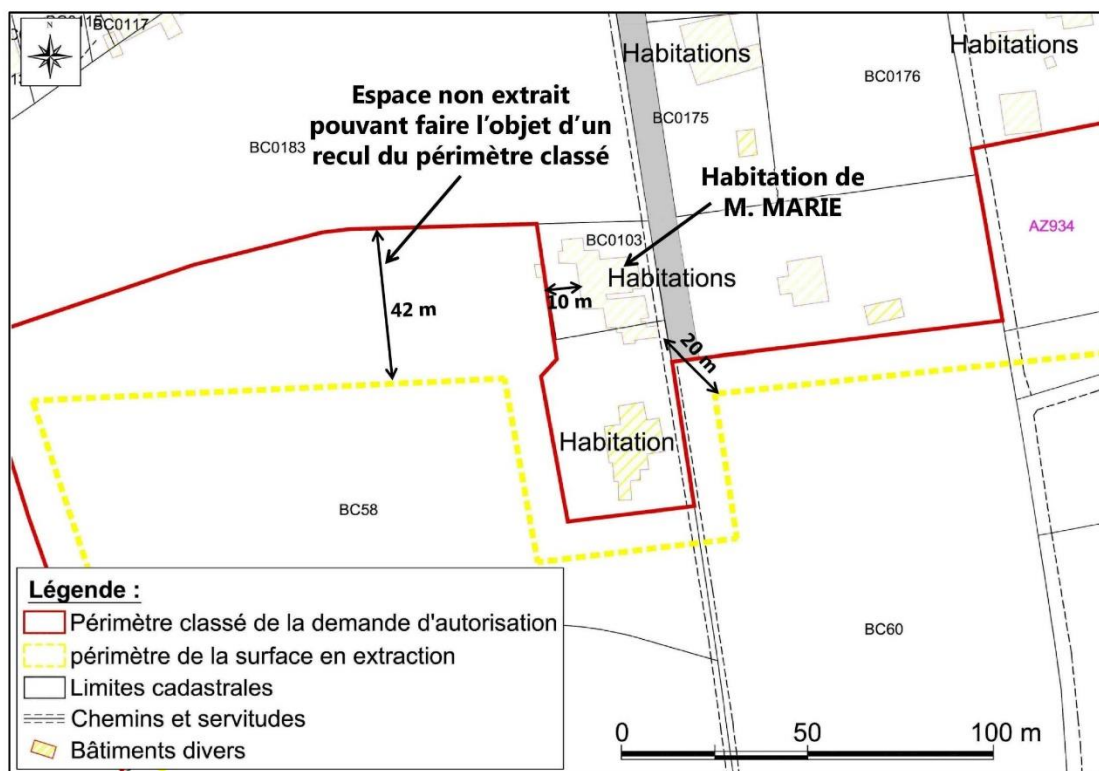 BC0117
N
Habitations
Habitations
BC0176
Espace non extrait
pouvant faire l'objet d'un
recul du périmètre classé
BC0175
BC0183
Habitation de
M. MARIE
AZ934
BC0103
Habitations
10 m
42 m
20 m
Habitation
BC58
BC60
Légende :
Périmètre classé de la demande d'autorisation
périmètre de la surface en extraction
Limites cadastrales
Chemins et servitudes
Bâtiments divers
0 50 100 m